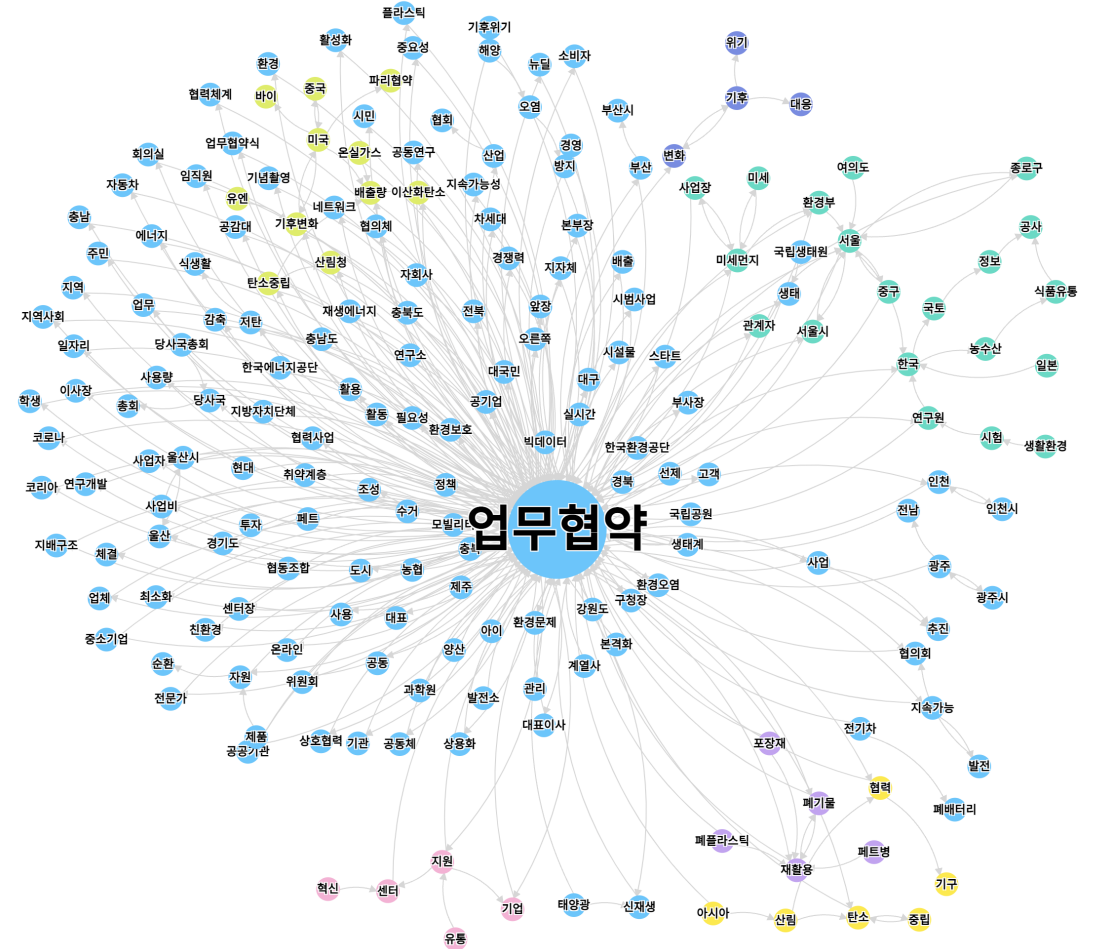 플라스틱
기후위기
활성화
중요성
해양
소비자
뉴딜
위기
환경
중국
파리협약
바이
협력체계
기후
대응
시민
협회
오염
부산시
업무협약식
미국
온실가스
공동연구
산업
경영
방지
부산
변화
회의실
임직원
기념촬영
자동차
유엔
배출량
이산화탄소
지속가능성
사업장
미세
여의도
종로구
네트워크
환경부
충남
공감대
기후변화
협의체
차세대
본부장
공사
에너지
서울
주민
식생활
산림청
탄소중립
자회사
경쟁력
지자체
배출
미세먼지
국립생태원
정보
지역
업무
감축
저탄
재생에너지
충북도
전북
앞장
시범사업
생태
중구
국토
식품유통
지역사회
일자리
당사국총회
충남도
연구소
오른쪽
시설물
스타트
관계자
서울시
농수산
한국
일본
사용량
한국에너지공단
대국민
대구
학생
이사장
총회
당사국
지방자치단체
활용
활동
필요성
환경보호
공기업
실시간
부사장
연구원
코로나
협력사업
빅데이터
한국환경공단
시험
생활환경
사업자
울산시
현대
취약계층
조성
정책
경북
선제
고객
인천
코리아
연구개발
사업비
투자
페트
수거
모빌리티
업무협약
국립공원
전남
인천시
지배구조
체결
울산
경기도
충북
생태계
사업
협동조합
도시
농협
제주
환경오염
광주
업체
최소화
센터장
사용
대표
강원도
구청장
광주시
중소기업
친환경
아이
환경문제
본격화
추진
순환
자원
온라인
공동
양산
계열사
협의회
전문가
위원회
과학원
발전소
관리
지속가능
제품
공공기관
상호협력
기관
공동체
상용화
대표이사
포장재
전기차
발전
협력
폐기물
폐배터리
폐플라스틱
페트병
재활용
혁신
센터
지원
기업
태양광
신재생
아시아
산림
탄소
중립
기구
유통